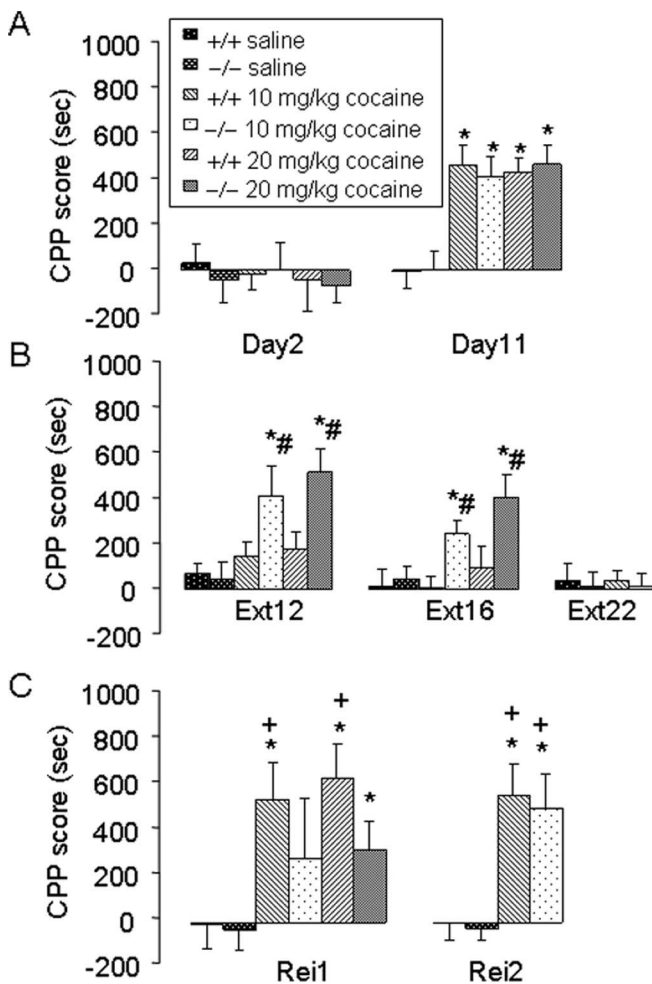 A
CPP score (sec)
1000
800
600
400
200
0
-200
+/+ saline
−/− saline
+/+ 10 mg/kg cocaine
−/− 10 mg/kg cocaine
+/+ 20 mg/kg cocaine
−/− 20 mg/kg cocaine
* * * *
Day2 Day11
B
CPP score (sec)
1000
800
600
400
200
0
-200
*# *# *# *#
Ext12 Ext16 Ext22
C
CPP score (sec)
1000
800
600
400
200
0
-200
+ + + +
* * * * *
Rei1 Rei2